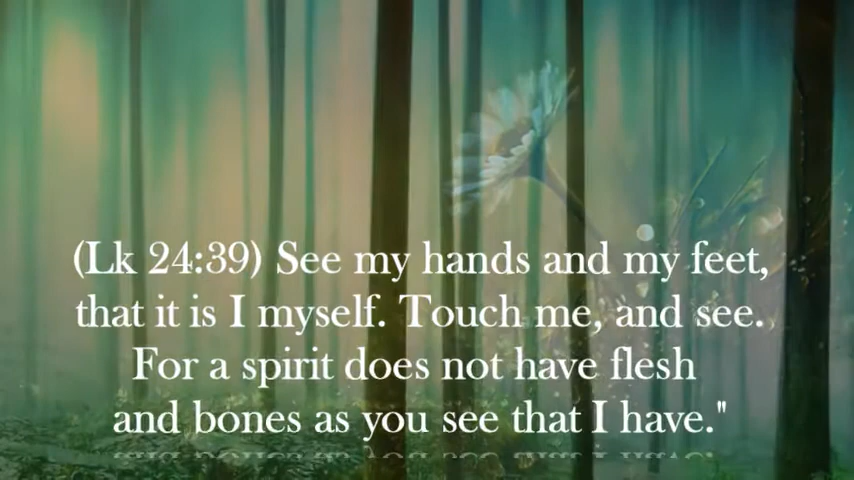 (Lk 24:39) See my hands and my feet,
that it is I myself. Touch me, and see.
For a spirit does not have flesh
and bones as you see that I have."